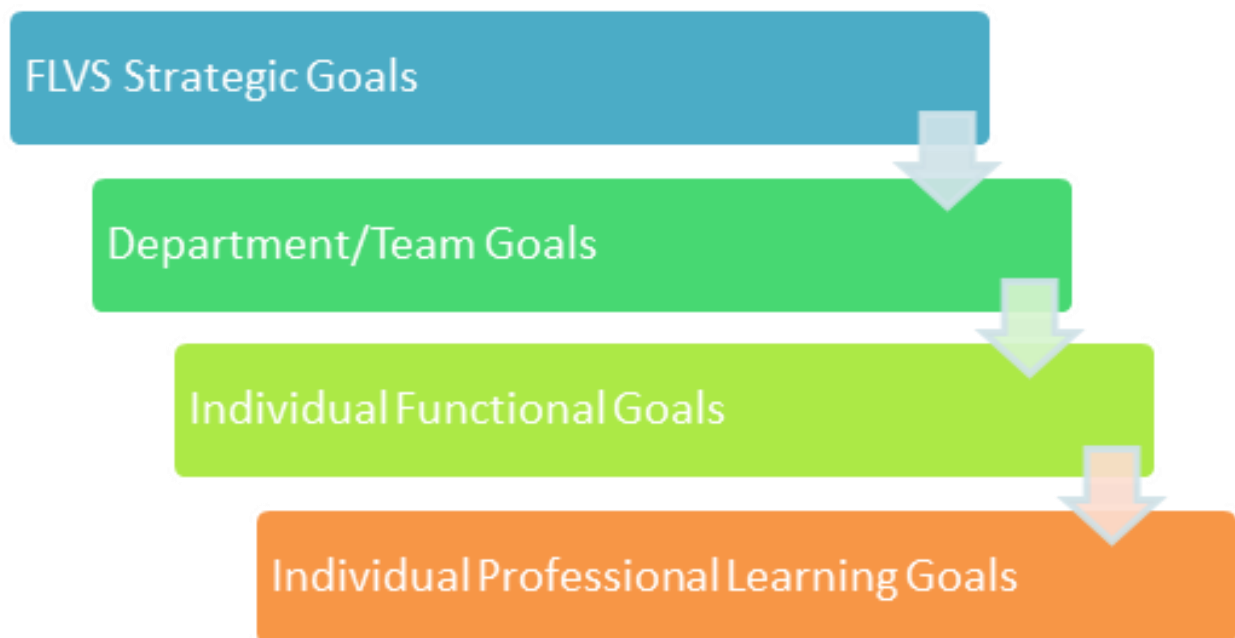 FLVS Strategic Goals
Department/Team Goals
Individual Functional Goals
Individual Professional Learning Goals